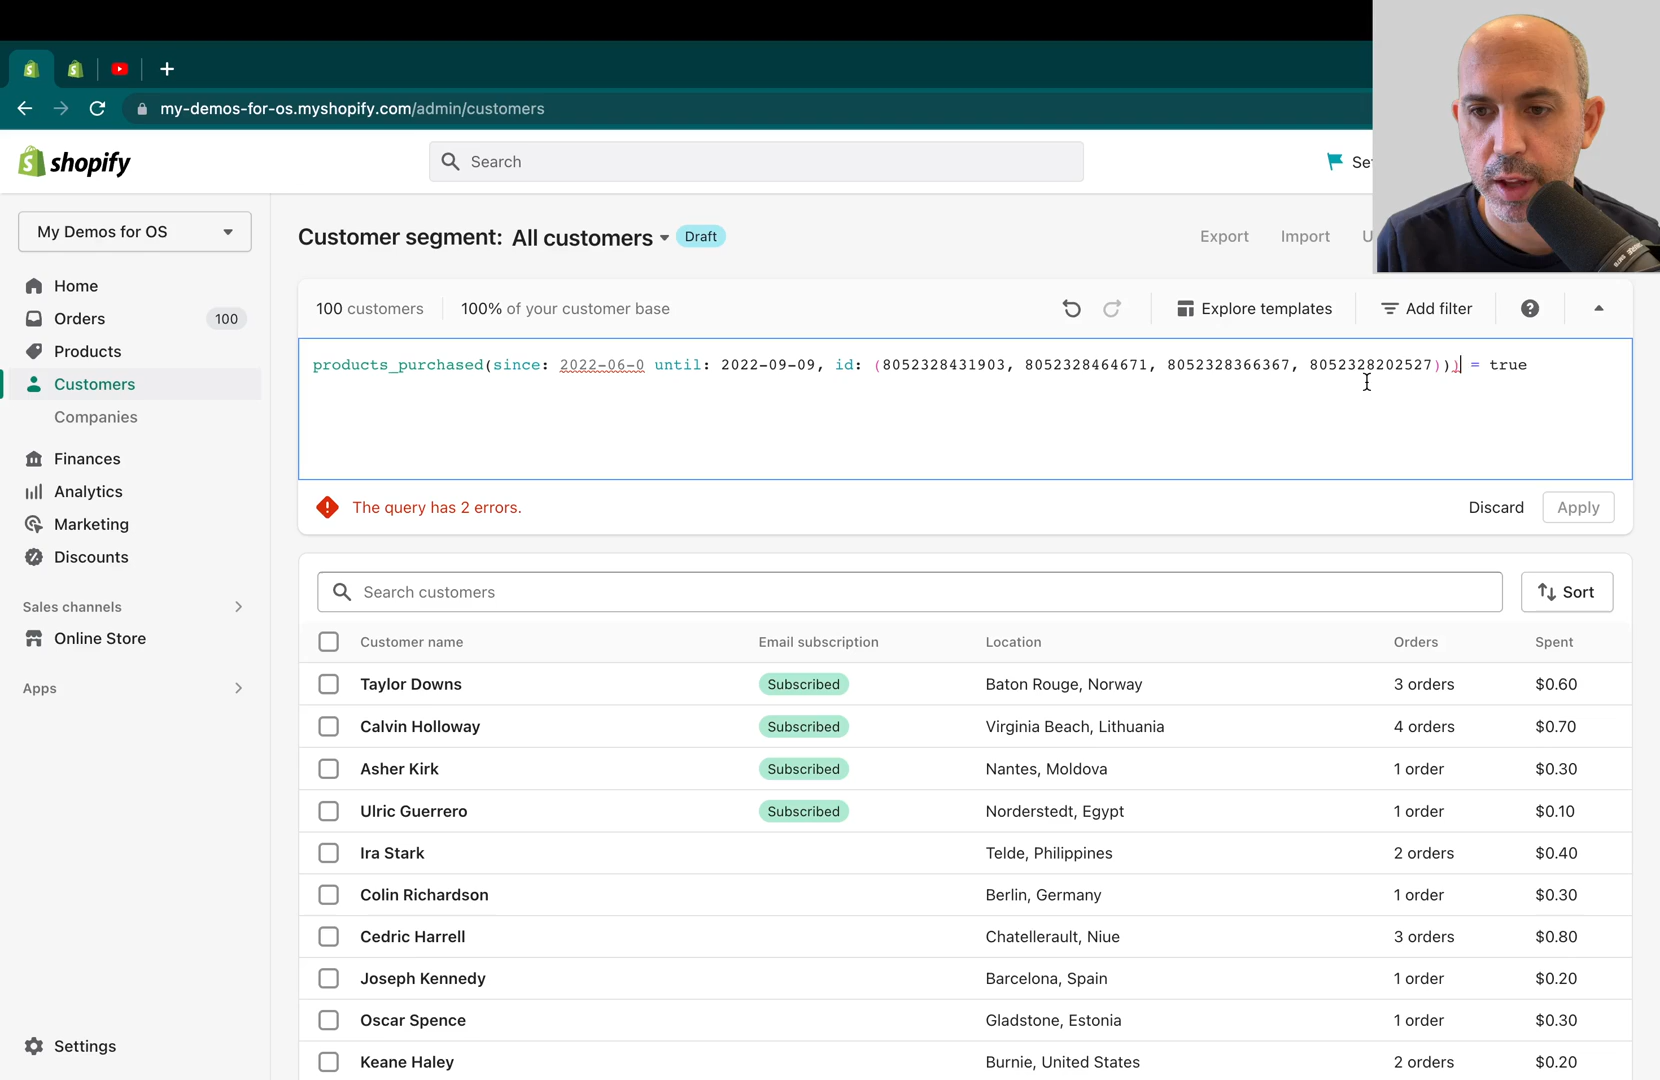 my-demos-for-os.myshopify.com/admin/customers
shopify
Search
Se
My Demos for OS
Home
Orders 100
Products
Customers
Companies
Finances
Analytics
Marketing
Discounts
Sales channels
Online Store
Apps
Settings
Customer segment: All customers Draft
Export Import U
100 customers 100% of your customer base Explore templates Add filter
products_purchased(since: 2022-06-0 until: 2022-09-09, id: (8052328431903, 8052328464671, 8052328366367, 8052328202527))) = true
The query has 2 errors. Discard Apply
Search customers Sort
Customer name Email subscription Location Orders Spent
Taylor Downs Subscribed Baton Rouge, Norway 3 orders $0.60
Calvin Holloway Subscribed Virginia Beach, Lithuania 4 orders $0.70
Asher Kirk Subscribed Nantes, Moldova 1 order $0.30
Ulric Guerrero Subscribed Norderstedt, Egypt 1 order $0.10
Ira Stark Telde, Philippines 2 orders $0.40
Colin Richardson Berlin, Germany 1 order $0.30
Cedric Harrell Chatellerault, Niue 3 orders $0.80
Joseph Kennedy Barcelona, Spain 1 order $0.20
Oscar Spence Gladstone, Estonia 1 order $0.30
Keane Haley Burnie, United States 2 orders $0.20